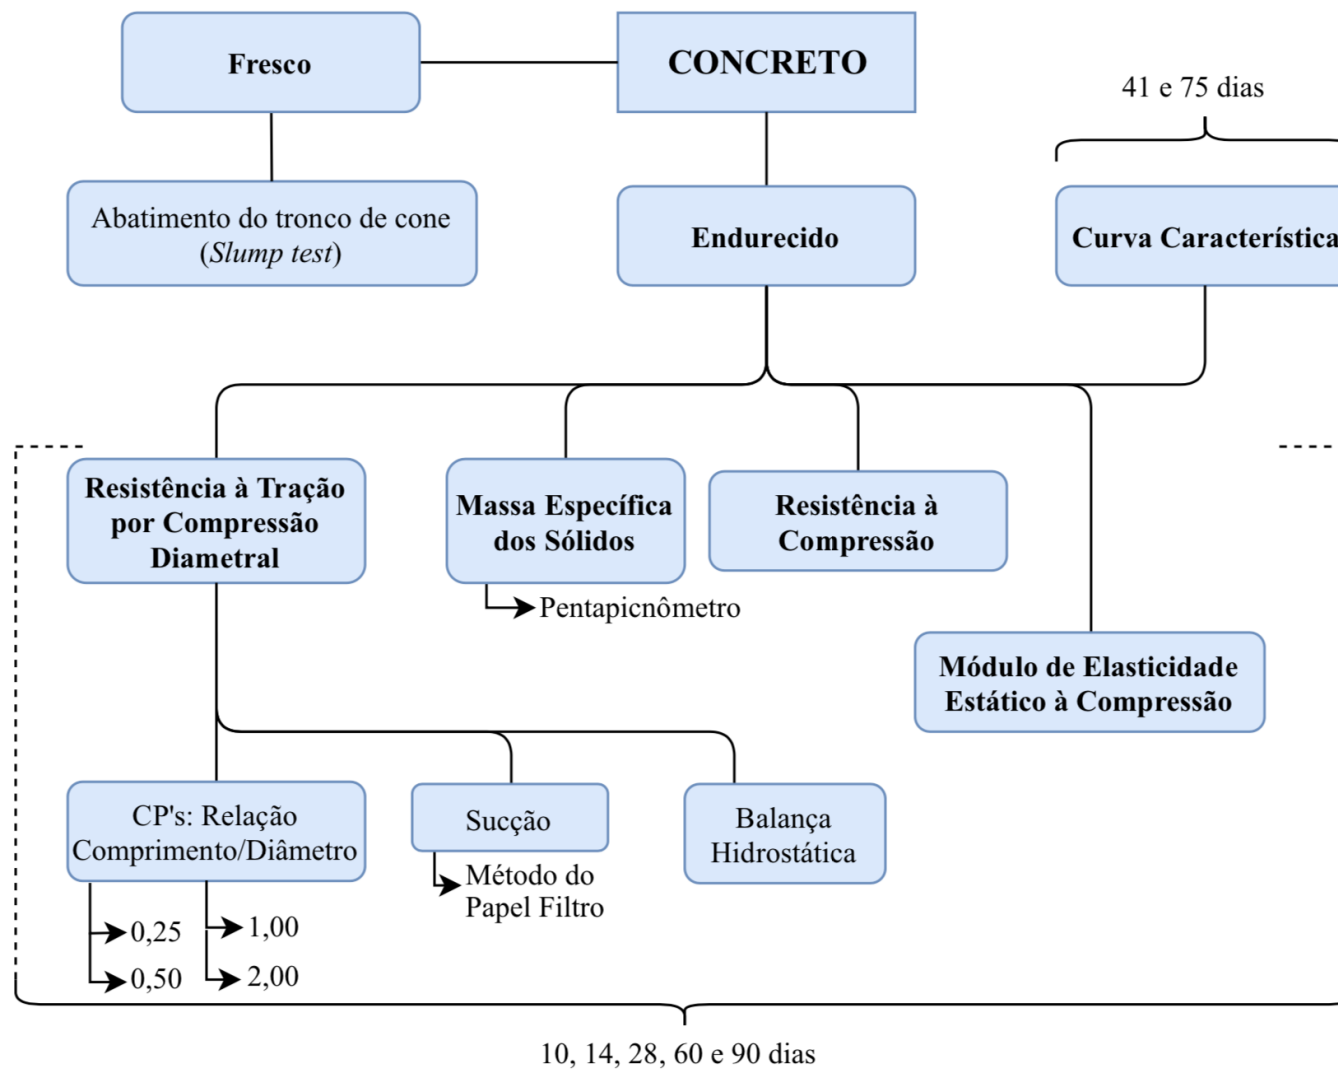 Fresco
CONCRETO
41 e 75 dias
Abatimento do tronco de cone
(Slump test)
Endurecido
Curva Característica
Resistência à Tração
por Compressão
Diametral
Massa Específica
dos Sólidos
Resistência à
Compressão
Pentapicnômetro
Módulo de Elasticidade
Estático à Compressão
CP's: Relação
Comprimento/Diâmetro
Sucção
Balança
Hidrostática
Método do
Papel Filtro
0,25
1,00
0,50
2,00
10, 14, 28, 60 e 90 dias